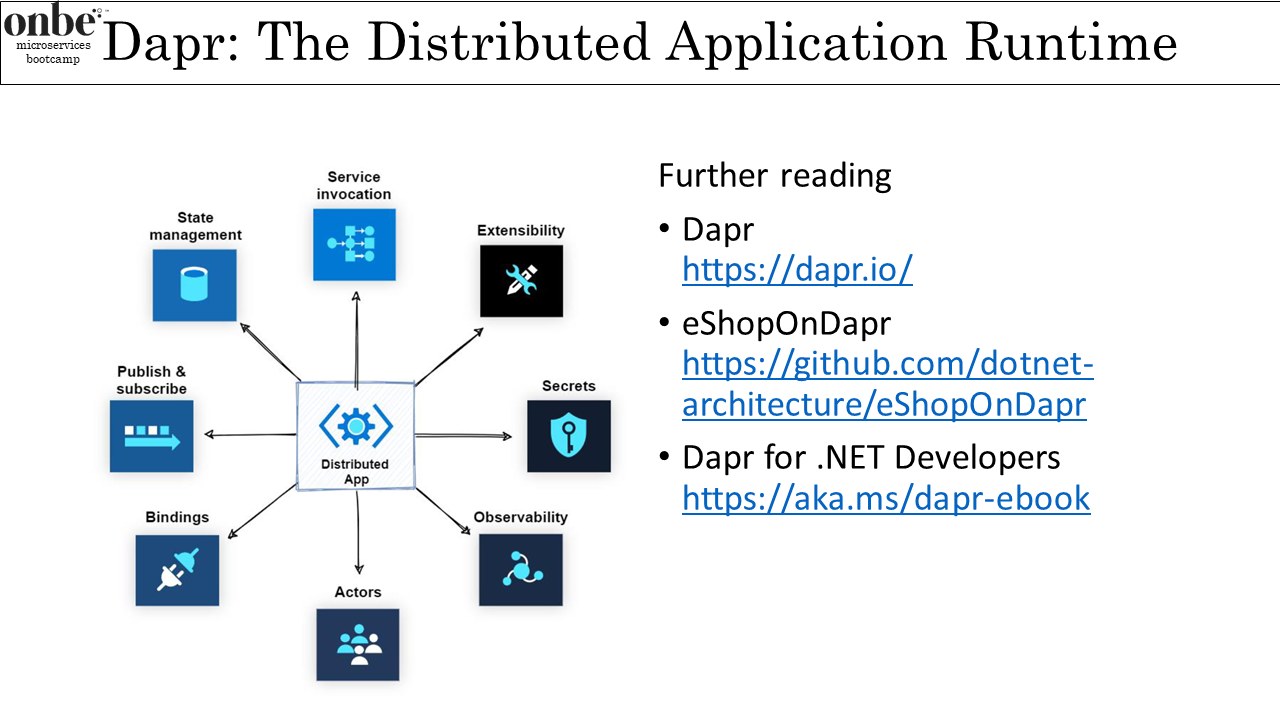 onbe
microservices
bootcamp
Dapr: The Distributed Application Runtime
Service
invocation
State
management
Extensibility
Publish &
subscribe
Secrets
Distributed
App
Bindings
Observability
Actors
Further reading
• Dapr
https://dapr.io/
• eShopOnDapr
https://github.com/dotnet-
architecture/eShopOnDapr
• Dapr for .NET Developers
https://aka.ms/dapr-ebook